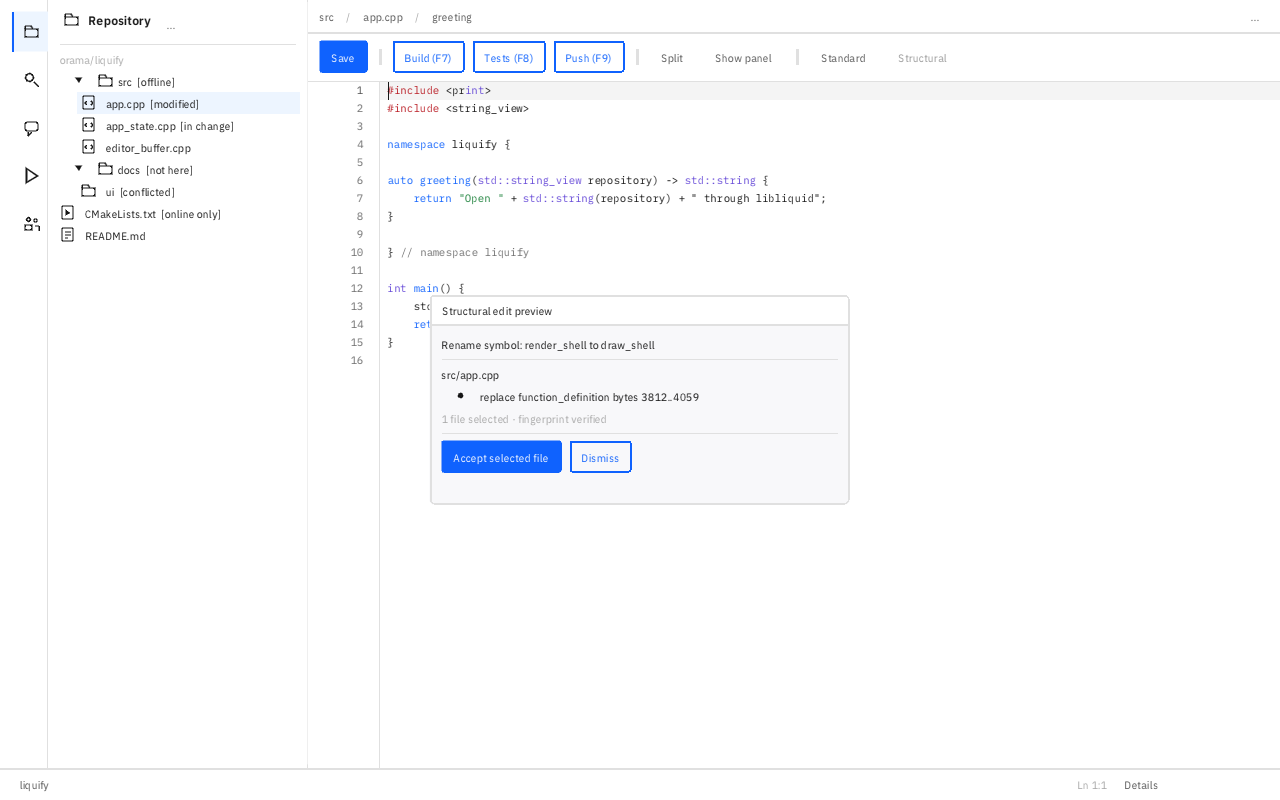 Repository ...
orama/liquify
src [offline]
app.cpp [modified]
app_state.cpp [in change]
editor_buffer.cpp
docs [not here]
ui [conflicted]
CMakeLists.txt [online only]
README.md
src / app.cpp / greeting ...
Save Build (F7) Tests (F8) Push (F9) Split Show panel Standard Structural
1 #include <print>
2 #include <string_view>
3
4 namespace liquify {
5
6 auto greeting(std::string_view repository) -> std::string {
7 return "Open " + std::string(repository) + " through libliquid";
8 }
9
10 } // namespace liquify
11
12 int main() {
13
14
15 }
16
Structural edit preview
Rename symbol: render_shell to draw_shell
src/app.cpp
replace function_definition bytes 3812..4059
1 file selected · fingerprint verified
Accept selected file Dismiss
liquify Ln 1:1 Details